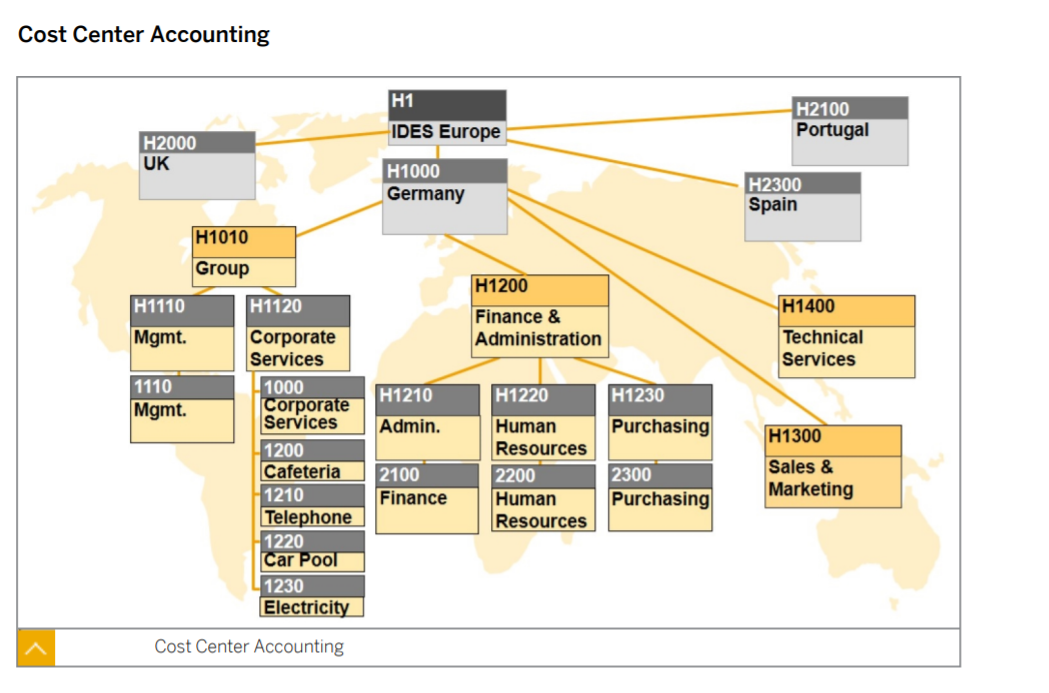 Cost Center Accounting
H1
IDES Europe
H2000
UK
H2100
Portugal
H1000
Germany
H2300
Spain
H1010
Group
H1110
Mgmt.
1110
Mgmt.
H1120
Corporate
Services
1000
Corporate
Services
1200
Cafeteria
1210
Telephone
1220
Car Pool
1230
Electricity
H1200
Finance &
Administration
H1210
Admin.
2100
Finance
H1220
Human
Resources
2200
Human
Resources
H1230
Purchasing
2300
Purchasing
H1400
Technical
Services
H1300
Sales &
Marketing
Cost Center Accounting